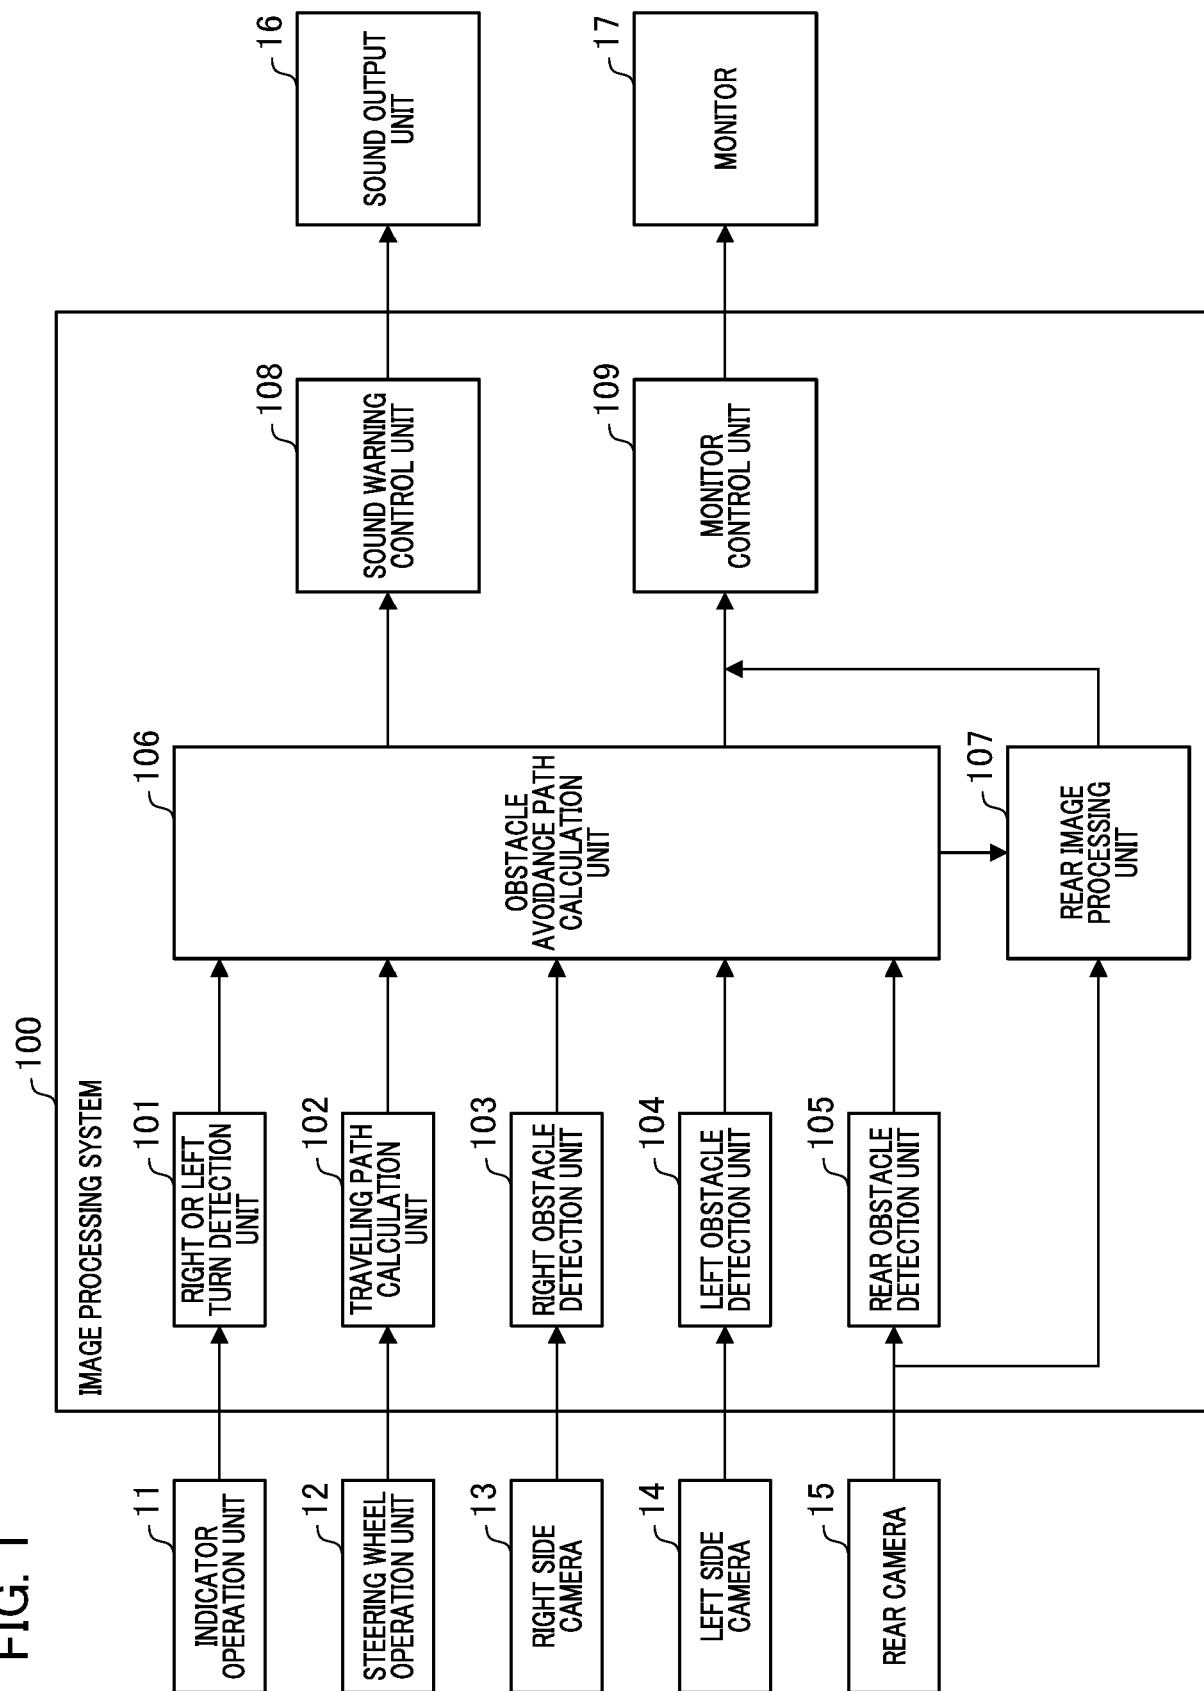 FIG. 1
100
IMAGE PROCESSING SYSTEM
11
INDICATOR
OPERATION UNIT
12
STEERING WHEEL
OPERATION UNIT
13
RIGHT SIDE
CAMERA
14
LEFT SIDE
CAMERA
15
REAR CAMERA
101
RIGHT OR LEFT
TURN DETECTION
UNIT
102
TRAVELING PATH
CALCULATION
UNIT
103
RIGHT OBSTACLE
DETECTION UNIT
104
LEFT OBSTACLE
DETECTION UNIT
105
REAR OBSTACLE
DETECTION UNIT
106
OBSTACLE
AVOIDANCE PATH
CALCULATION
UNIT
107
REAR IMAGE
PROCESSING
UNIT
108
SOUND WARNING
CONTROL UNIT
109
MONITOR
CONTROL UNIT
16
SOUND OUTPUT
UNIT
17
MONITOR